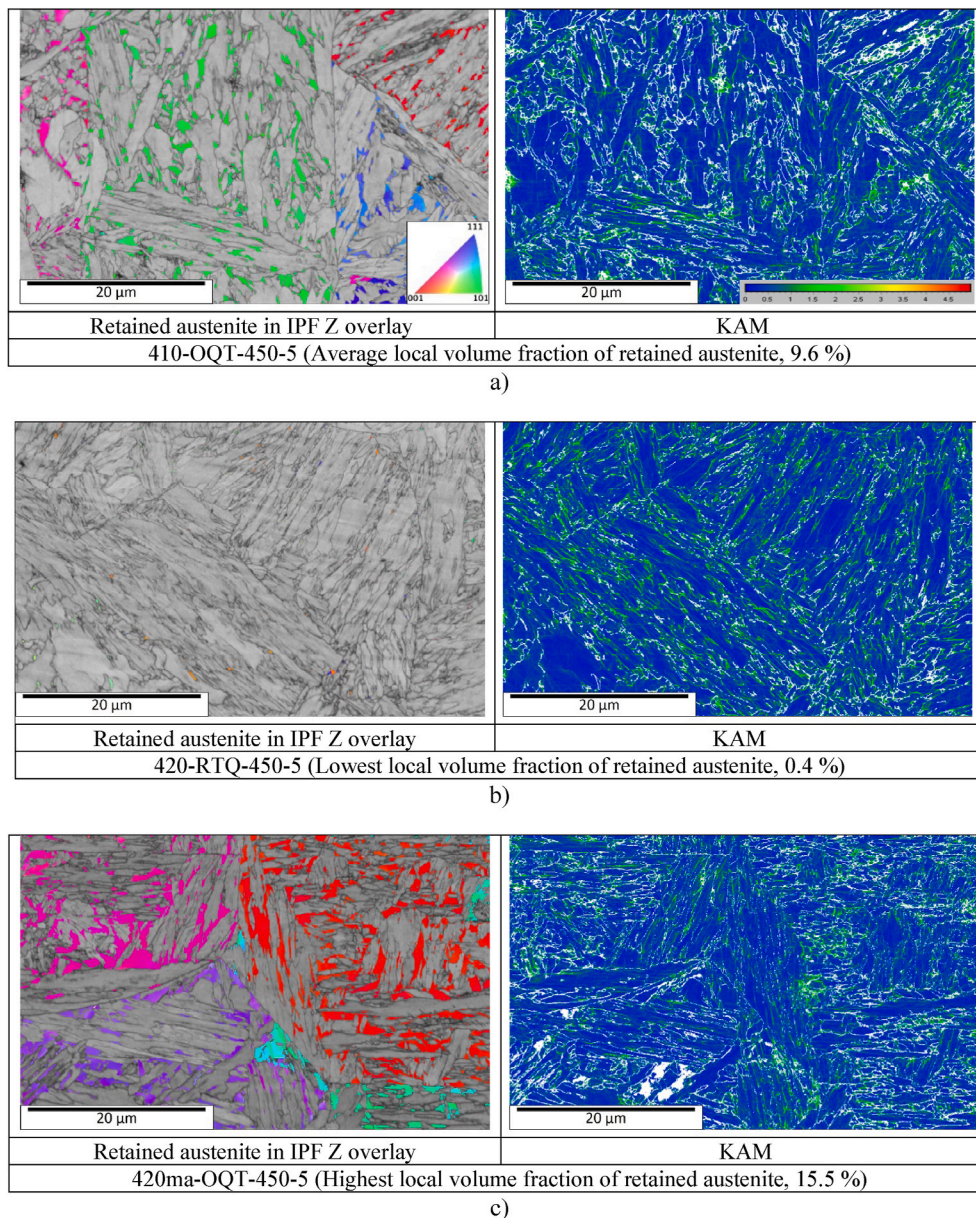 111
001 101
20 µm
0 0.5 1 1.5 2 2.5 3 3.5 4 4.5
Retained austenite in IPF Z overlay KAM
410-OQT-450-5 (Average local volume fraction of retained austenite, 9.6 %)
a)
20 µm
Retained austenite in IPF Z overlay KAM
420-RTQ-450-5 (Lowest local volume fraction of retained austenite, 0.4 %)
b)
20 µm 20 µm
Retained austenite in IPF Z overlay KAM
420ma-OQT-450-5 (Highest local volume fraction of retained austenite, 15.5 %)
c)